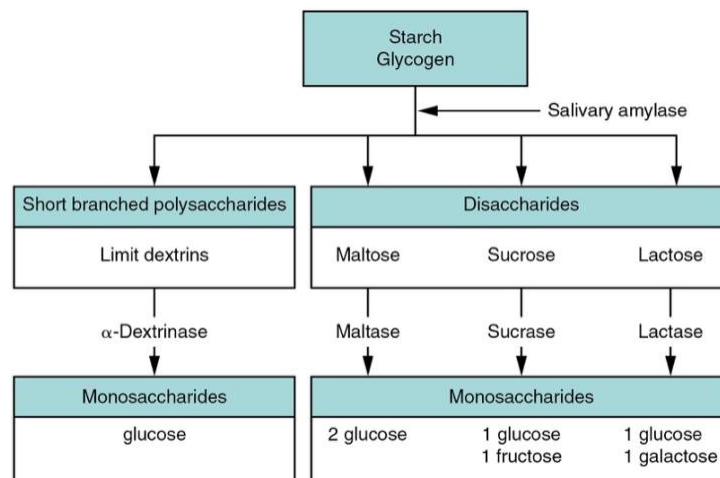 Starch
Glycogen
Salivary amylase
Short branched polysaccharides
Disaccharides
Limit dextrins
Maltose
Sucrose
Lactose
α-Dextrinase
Maltase
Sucrase
Lactase
Monosaccharides
Monosaccharides
glucose
2 glucose
1 glucose
1 fructose
1 glucose
1 galactose